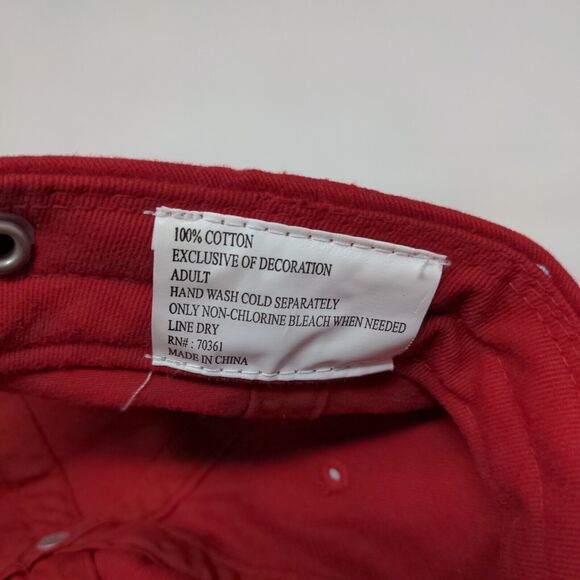 100% COTTON
EXCLUSIVE OF DECORATION
ADULT
HAND WASH COLD SEPARATELY
ONLY NON-CHLORINE BLEACH WHEN NEEDED
LINE DRY
RN# : 70361
MADE IN CHINA